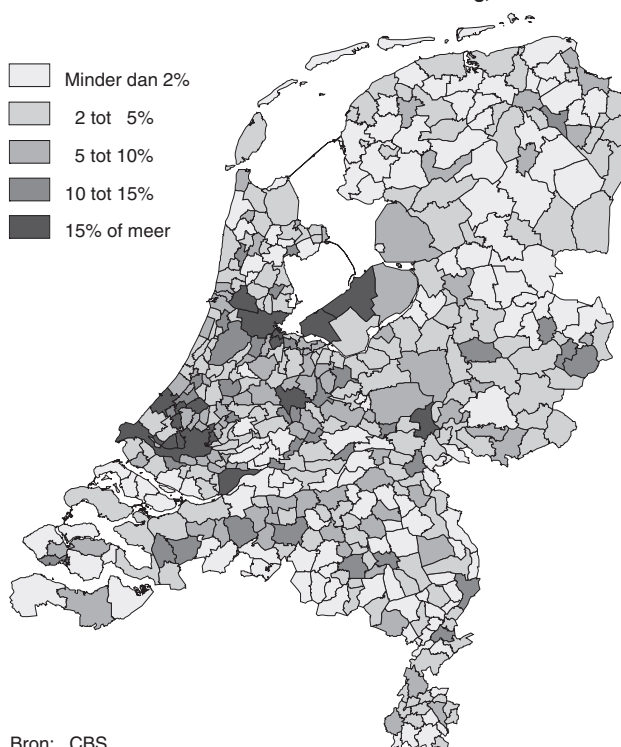 Minder dan 2%
2 tot 5%
5 tot 10%
10 tot 15%
15% of meer
Bron: CBS